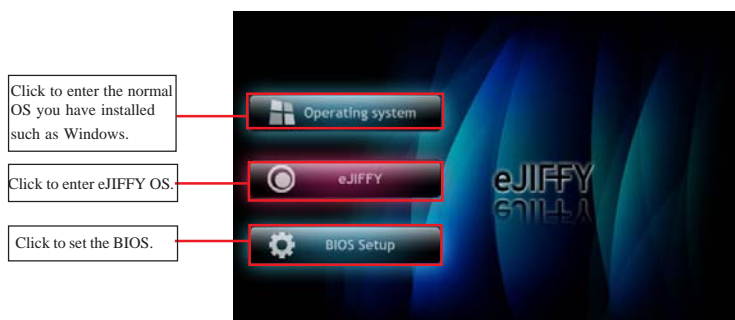 Click to enter the normal
OS you have installed
such as Windows.
Operating system
Click to enter eJIFFY OS.
eJIFFY
eJIFFY
Click to set the BIOS.
BIOS Setup